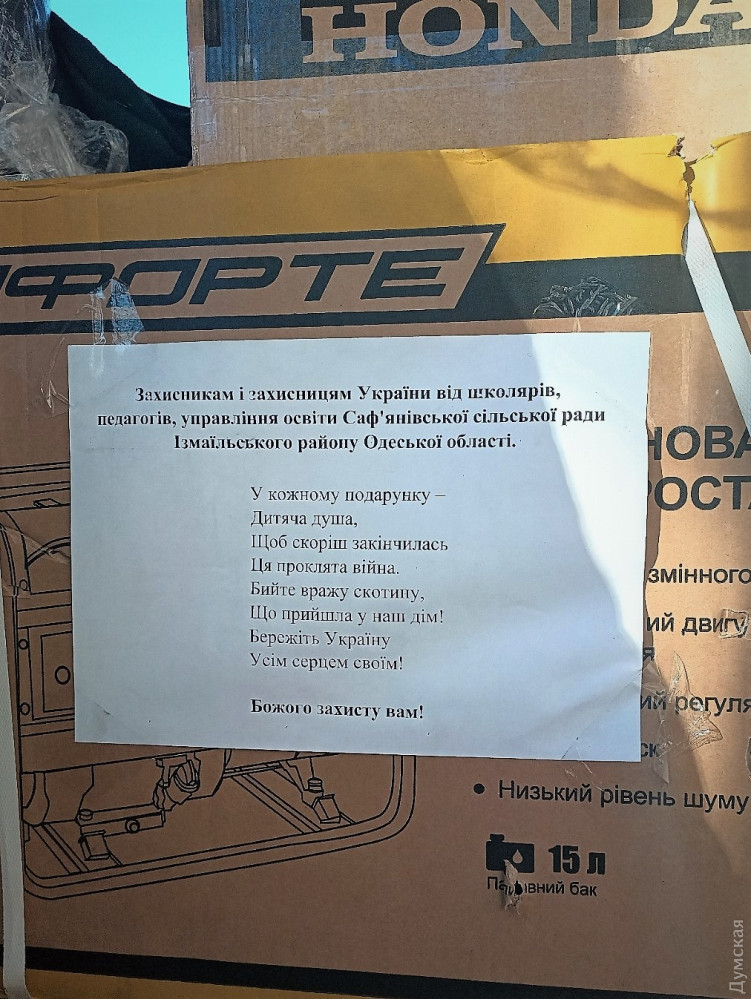 HONDA
ФОРТЕ
Захисникам і захисницям України від школярів,
педагогів, управління освіти Саф'янівської сільської ради
Ізмаїльського району Одеської області.
У кожному подарунку –
Дитяча душа,
Щоб скоріш закінчилась
Ця проклята війна.
Бийте вражу скотину,
Що прийшла у наш дім!
Бережіть Україну
Усім серцем своїм!
Божого захисту вам!
змінного
ий двигу
ий регуля
• Низький рівень шуму
15 л
бак
Думская